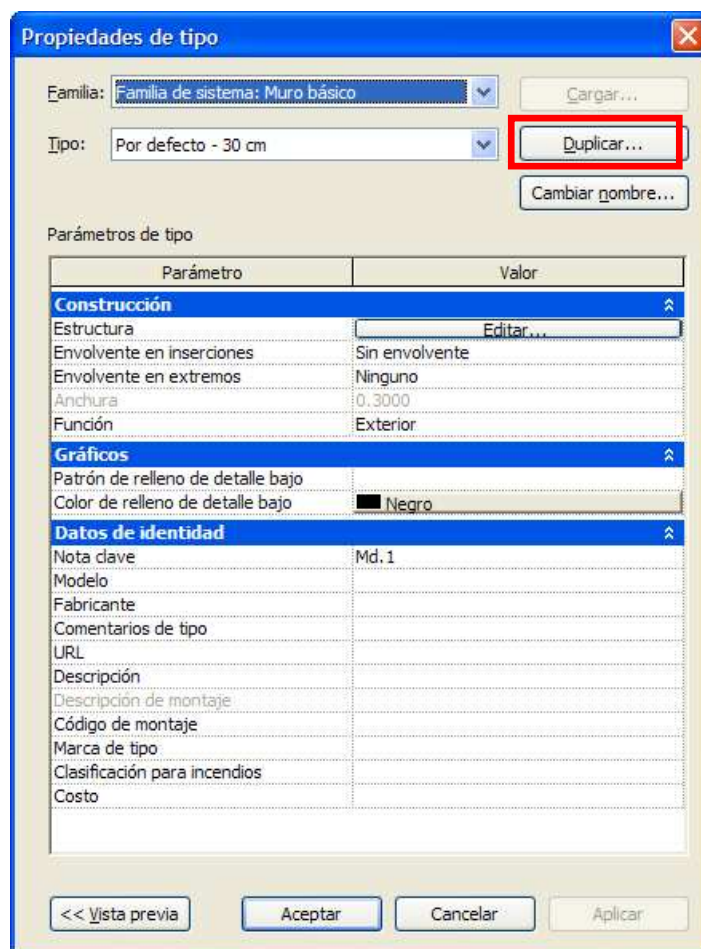 Propiedades de tipo
Familia: Familia de sistema: Muro básico Cargar...
Tipo: Por defecto - 30 cm Duplicar...
Cambiar nombre...
Parámetros de tipo
Parámetro Valor
Construcción
Estructura Editar...
Envolvente en inserciones Sin envolvente
Envolvente en extremos Ninguno
Anchura 0.3000
Función Exterior
Gráficos
Patrón de relleno de detalle bajo
Color de relleno de detalle bajo Negro
Datos de identidad
Nota clave Md.1
Modelo
Fabricante
Comentarios de tipo
URL
Descripción
Descripción de montaje
Código de montaje
Marca de tipo
Clasificación para incendios
Costo
<< Vista previa Aceptar Cancelar Aplicar